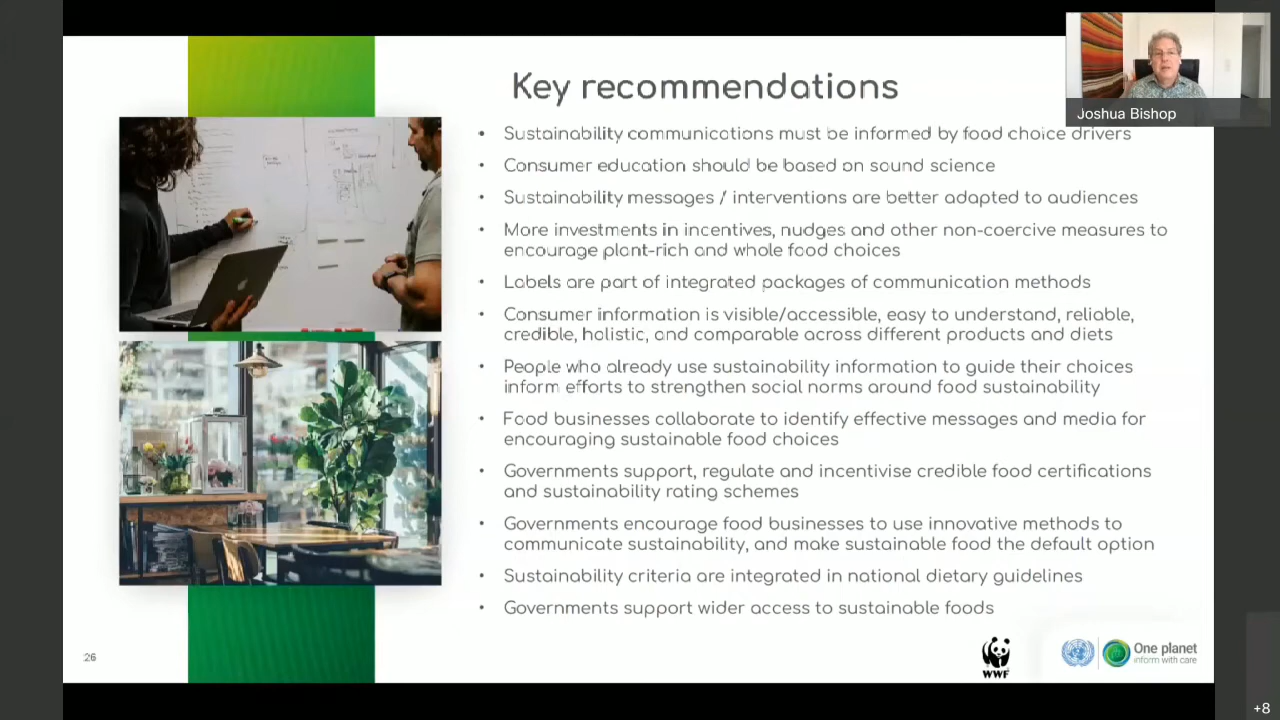 Key recommendations
Joshua Bishop
• Sustainability communications must be informed by food choice drivers
• Consumer education should be based on sound science
• Sustainability messages / interventions are better adapted to audiences
• More investments in incentives, nudges and other non-coercive measures to
encourage plant-rich and whole food choices
• Labels are part of integrated packages of communication methods
• Consumer information is visible/accessible, easy to understand, reliable,
credible, holistic, and comparable across different products and diets
• People who already use sustainability information to guide their choices
inform efforts to strengthen social norms around food sustainability
• Food businesses collaborate to identify effective messages and media for
encouraging sustainable food choices
• Governments support, regulate and incentivise credible food certifications
and sustainability rating schemes
• Governments encourage food businesses to use innovative methods to
communicate sustainability, and make sustainable food the default option
• Sustainability criteria are integrated in national dietary guidelines
• Governments support wider access to sustainable foods
26
WWF
One planet
inform with care
+8